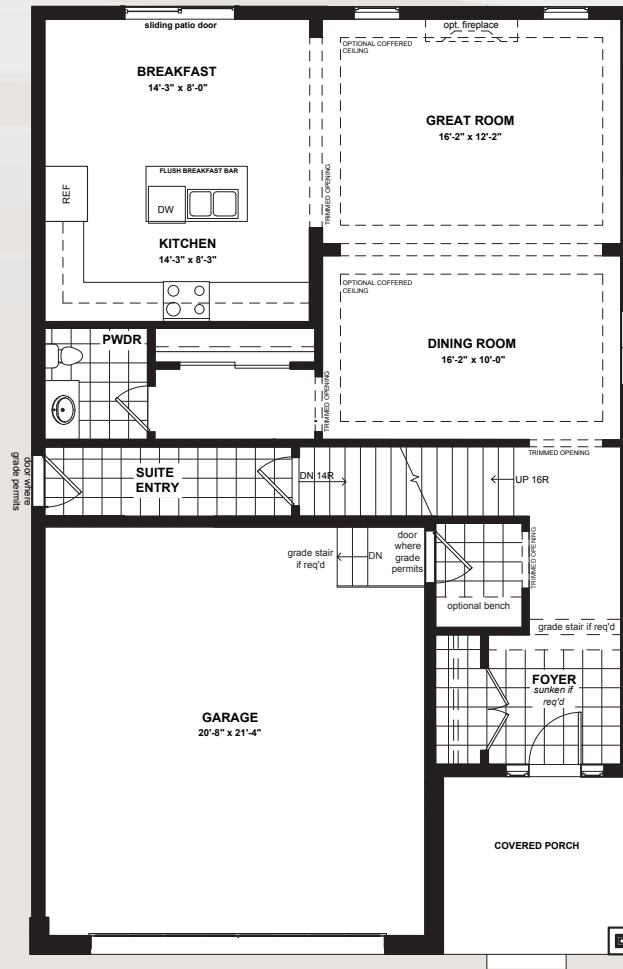 sliding patio door
opt. fireplace
OPTIONAL COFFERED
CEILING
BREAKFAST
14'-3" x 8'-0"
GREAT ROOM
16'-2" x 12'-2"
FLUSH BREAKFAST BAR
REF
DW
TRIMMED OPENING
KITCHEN
14'-3" x 8'-3"
OPTIONAL COFFERED
CEILING
PWDR
DINING ROOM
16'-2" x 10'-0"
TRIMMED OPENING
TRIMMED OPENING
door where
grade permits
SUITE
ENTRY
DN 14R
UP 16R
grade stair
if req'd
DN
door
where
grade
permits
TRIMMED OPENING
optional bench
grade stair if req'd
FOYER
sunken if
req'd
GARAGE
20'-8" x 21'-4"
COVERED PORCH